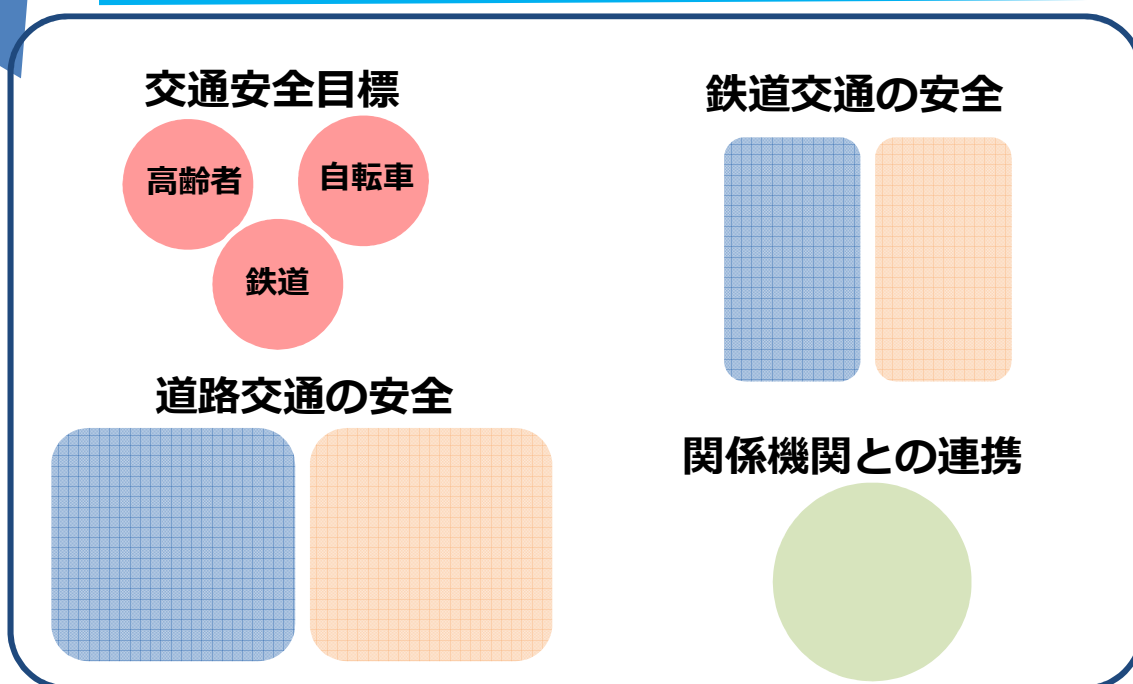 交通安全目標
高齢者
自転車
鉄道
道路交通の安全
鉄道交通の安全
関係機関との連携